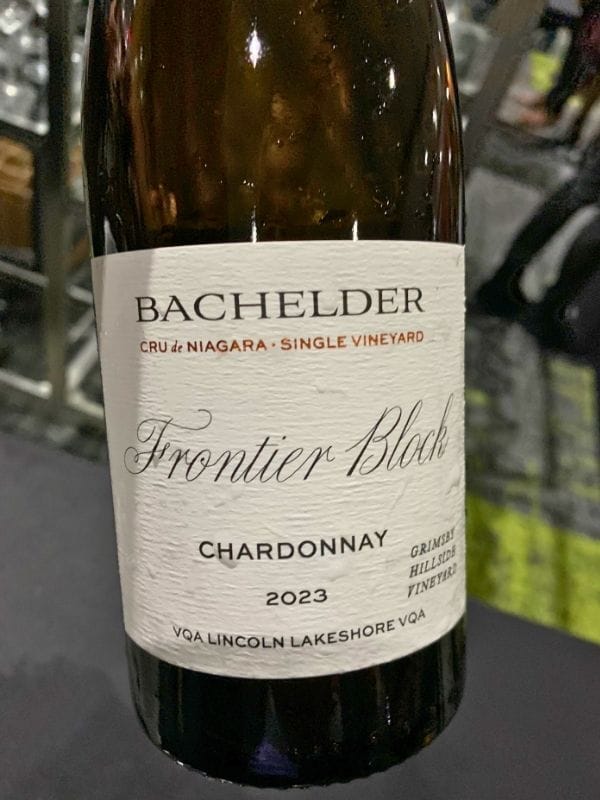 BACHELDER
CRU de NIAGARA · SINGLE VINEYARD
Frontier Block
CHARDONNAY
2023
GRIMSBY
HILLSIDE
VINEYARD
VQA LINCOLN LAKESHORE VQA